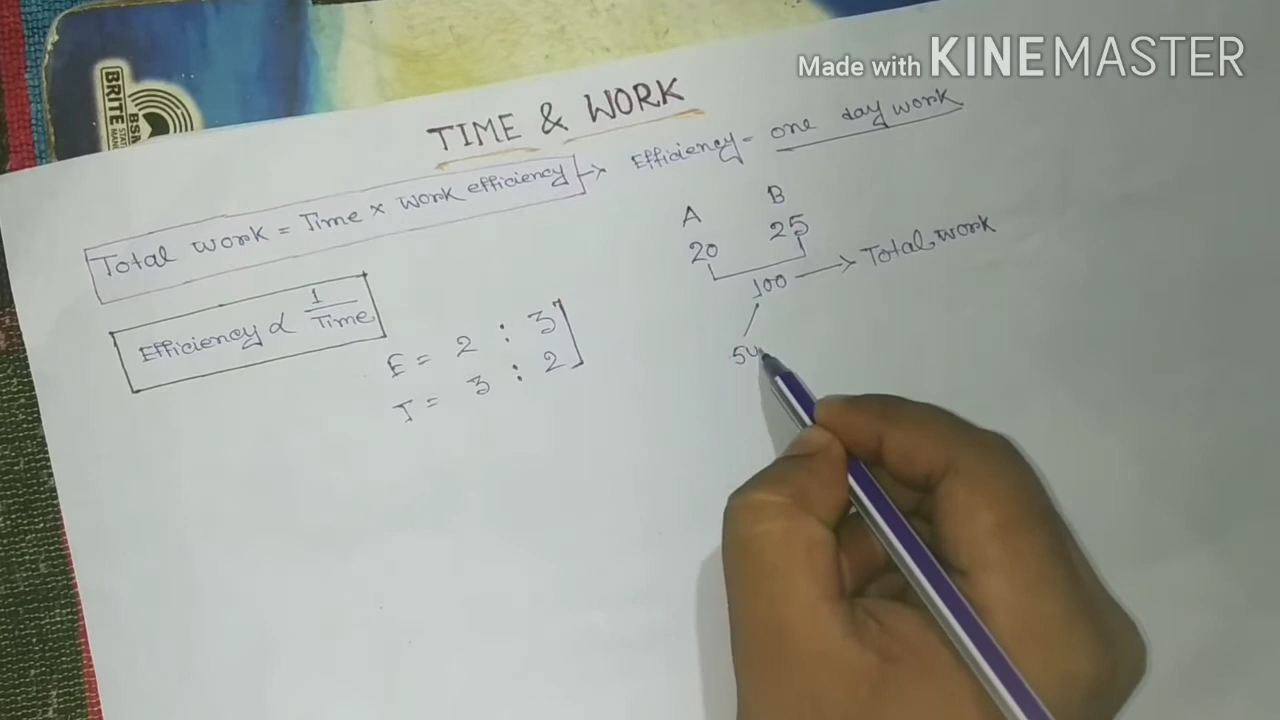 Made with KINEMASTER
BRITE
TIME & WORK
Total work = Time × work efficiency → Efficiency = one day work
A B
20 25
100 → Total work
Efficiency ∝ 1/Time
E = 2 : 3
T = 3 : 2